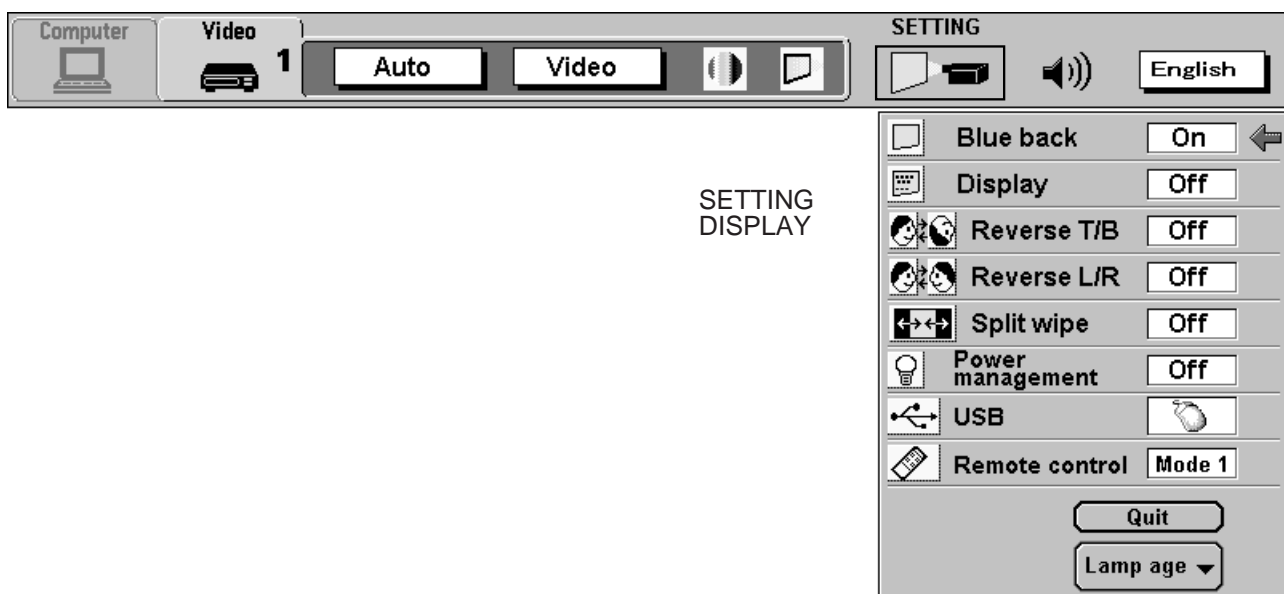 Computer
Video
1
Auto
Video
SETTING
English
SETTING
DISPLAY
Blue back On
Display Off
Reverse T/B Off
Reverse L/R Off
Split wipe Off
Power
management Off
USB
Remote control Mode 1
Quit
Lamp age